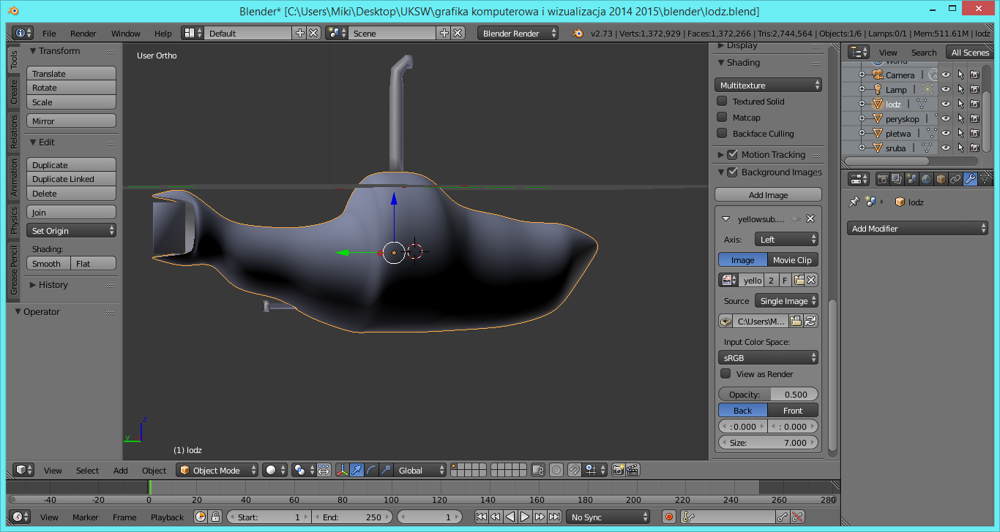 Blender* [C:\Users\Miki\Desktop\UKSW\grafika komputerowa i wizualizacja 2014 2015\blender\lodz.blend]
File Render Window Help Default Scene Blender Render v2.73 | Verts:1,372,929 | Faces:1,372,266 | Tris:2,744,564 | Objects:1/6 | Lamps:0/1 | Mem:511.61M | lodz
Tools
Create
Relations
Animation
Physics
Grease Pencil
Transform
Translate
Rotate
Scale
Mirror
Edit
Duplicate
Duplicate Linked
Delete
Join
Set Origin
Shading:
Smooth Flat
History
Operator
User Ortho
z
y
(1) lodz
Display
Shading
Multitexture
Textured Solid
Matcap
Backface Culling
Motion Tracking
Background Images
Add Image
yellowsub....
Axis: Left
Image Movie Clip
yello 2 F
Source Single Image
C:\Users\M...
Input Color Space:
sRGB
View as Render
Opacity: 0.500
Back Front
: 0.000 : 0.000
Size: 7.000
View Search All Scenes
World
Camera
Lamp
lodz
peryskop
pletwa
sruba
lodz
Add Modifier
View Select Add Object Object Mode Global
-40 -20 0 20 40 60 80 100 120 140 160 180 200 220 240 260 280
View Marker Frame Playback Start: 1 End: 250 1 No Sync